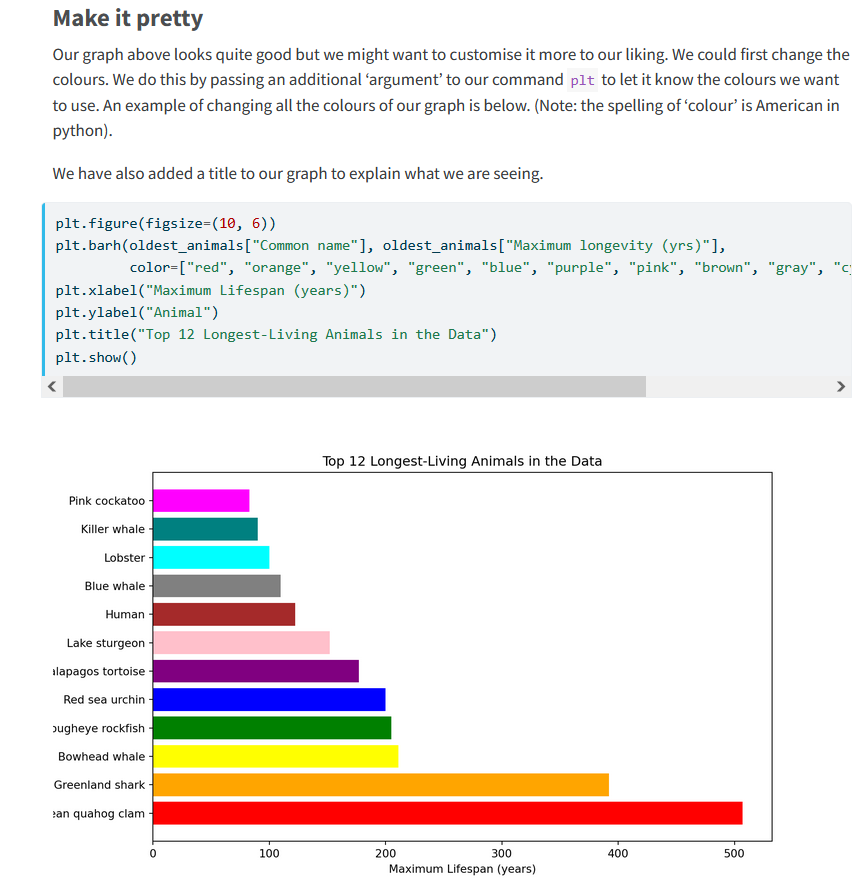 Make it pretty
Our graph above looks quite good but we might want to customise it more to our liking. We could first change the
colours. We do this by passing an additional ‘argument’ to our command plt to let it know the colours we want
to use. An example of changing all the colours of our graph is below. (Note: the spelling of ‘colour’ is American in
python).
We have also added a title to our graph to explain what we are seeing.
plt.figure(figsize=(10, 6))
plt.barh(oldest_animals["Common name"], oldest_animals["Maximum longevity (yrs)"],
color=["red", "orange", "yellow", "green", "blue", "purple", "pink", "brown", "gray",
plt.xlabel("Maximum Lifespan (years)")
plt.ylabel("Animal")
plt.title("Top 12 Longest-Living Animals in the Data")
plt.show()
Top 12 Longest-Living Animals in the Data
Pink cockatoo
Killer whale
Lobster
Blue whale
Human
Lake sturgeon
alapagos tortoise
Red sea urchin
ougheye rockfish
Bowhead whale
Greenland shark
ean quahog clam
0 100 200 300 400 500
Maximum Lifespan (years)